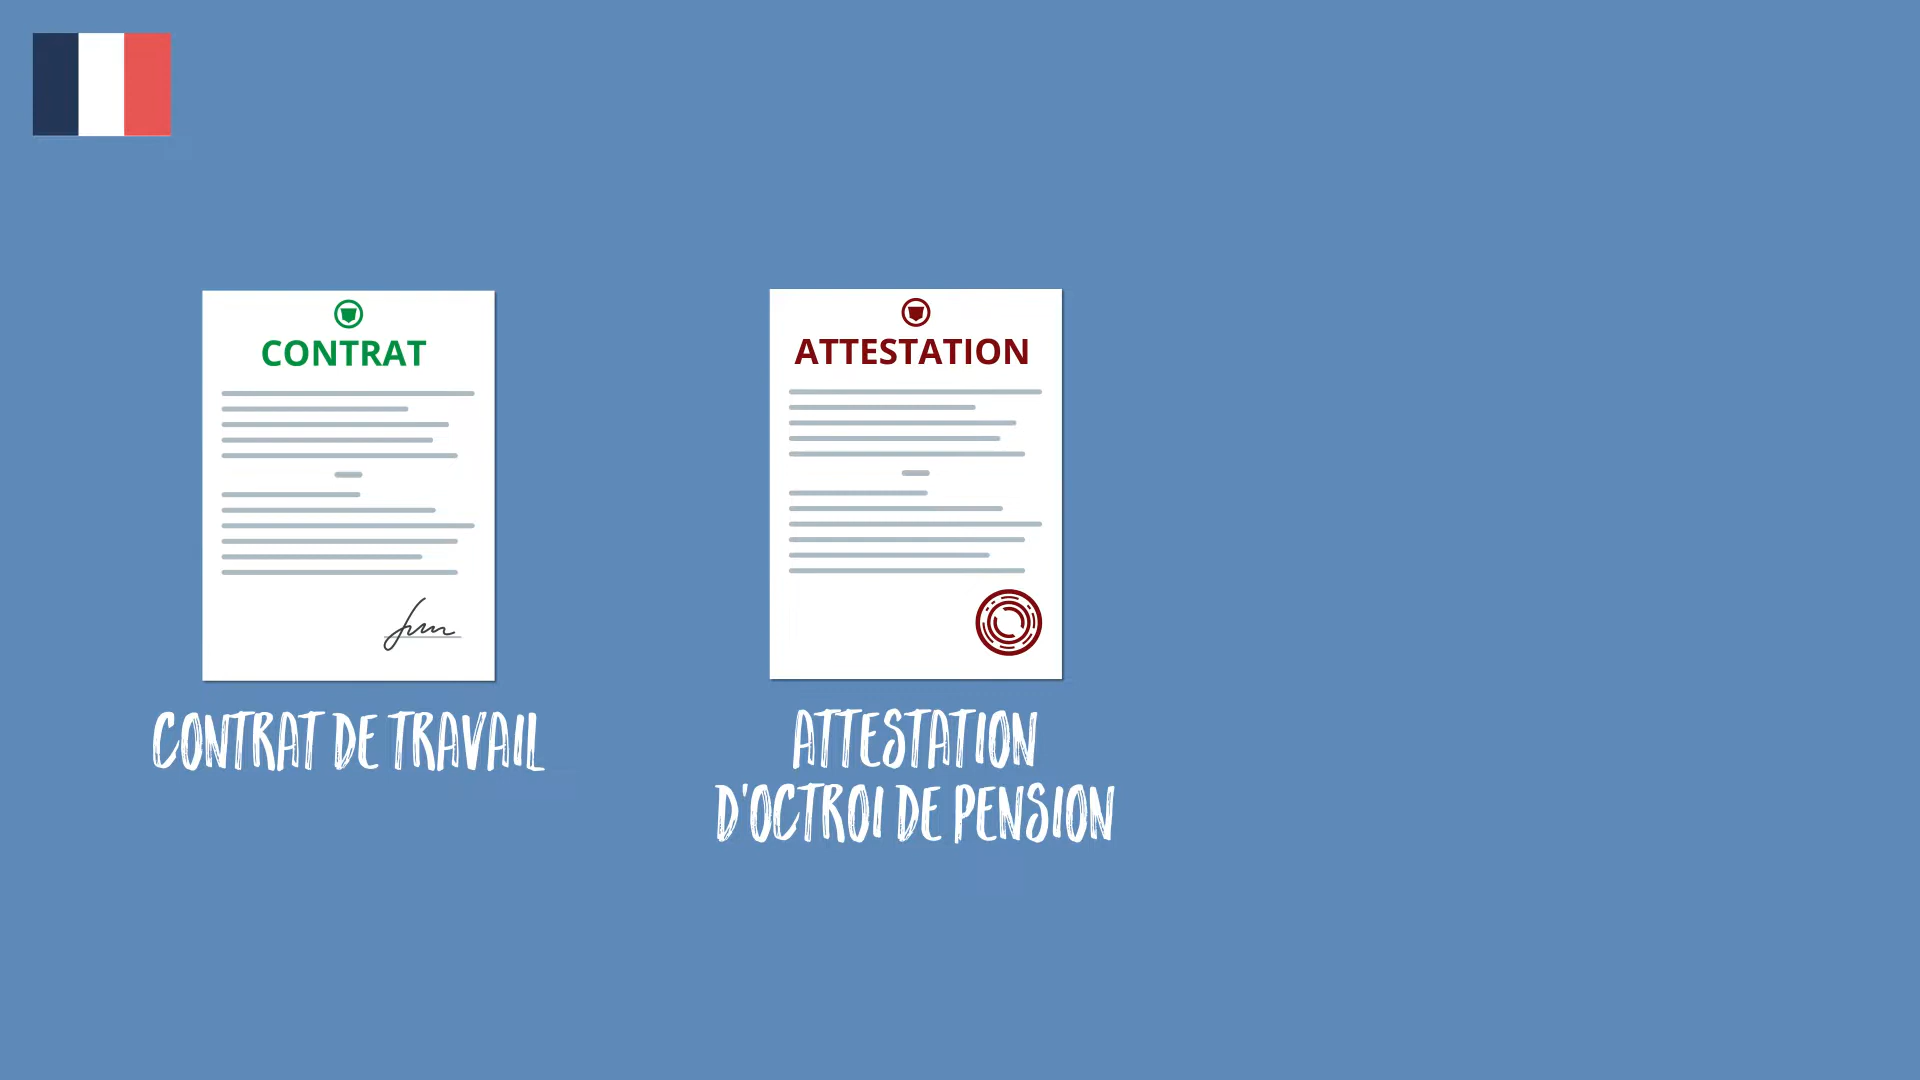 CONTRAT
CONTRAT DE TRAVAIL
ATTESTATION
ATTESTATION
D'OCTROI DE PENSION